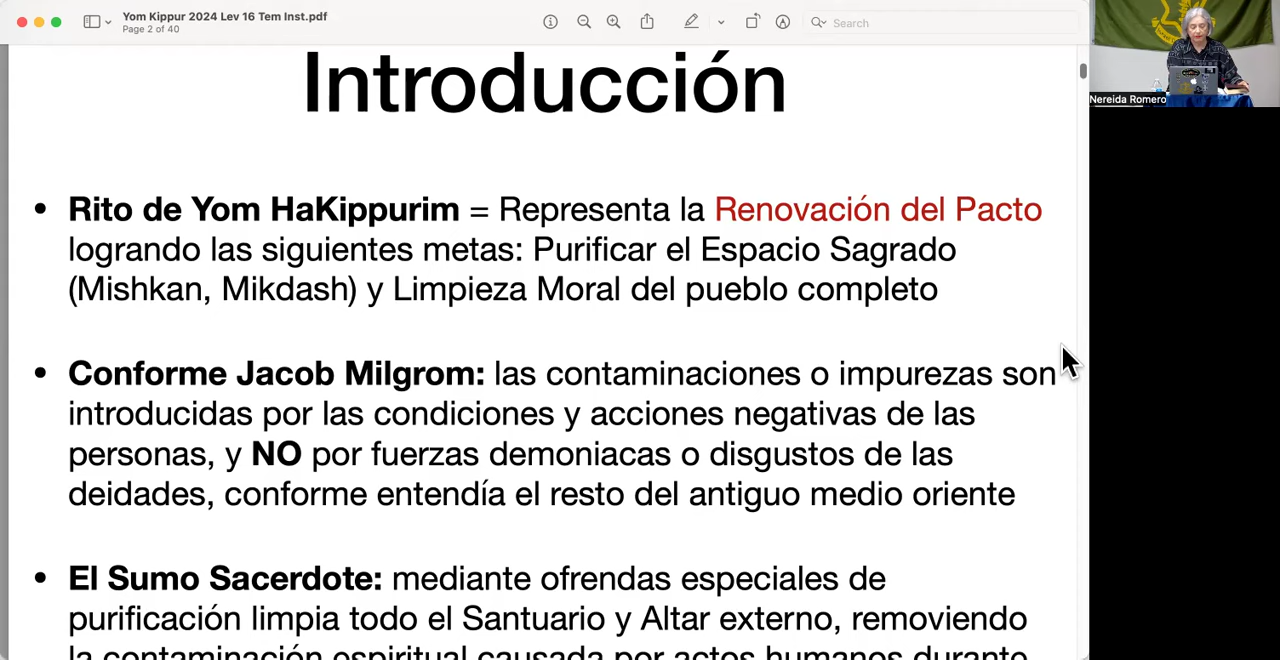 Yom Kippur 2024 Lev 16 Tem Inst.pdf
Page 2 of 40
Search
Nereida Romero
Introducción
• Rito de Yom HaKippurim = Representa la Renovación del Pacto
logrando las siguientes metas: Purificar el Espacio Sagrado
(Mishkan, Mikdash) y Limpieza Moral del pueblo completo
• Conforme Jacob Milgrom: las contaminaciones o impurezas son
introducidas por las condiciones y acciones negativas de las
personas, y NO por fuerzas demoniacas o disgustos de las
deidades, conforme entendía el resto del antiguo medio oriente
• El Sumo Sacerdote: mediante ofrendas especiales de
purificación limpia todo el Santuario y Altar externo, removiendo
la contaminación espiritual causada por actos humanos durante